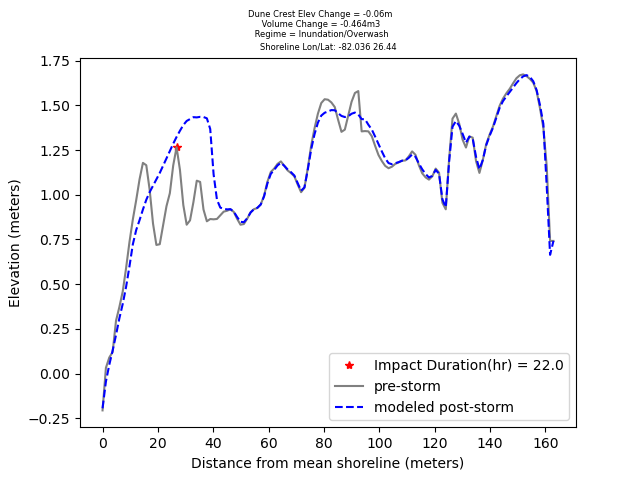 Dune Crest Elev Change = -0.06m
Volume Change = -0.464m3
Regime = Inundation/Overwash
Shoreline Lon/Lat: -82.036 26.44
1.75
1.50
1.25
1.00
0.75
0.50
0.25
0.00
−0.25
Elevation (meters)
Impact Duration(hr) = 22.0
pre-storm
modeled post-storm
0 20 40 60 80 100 120 140 160
Distance from mean shoreline (meters)